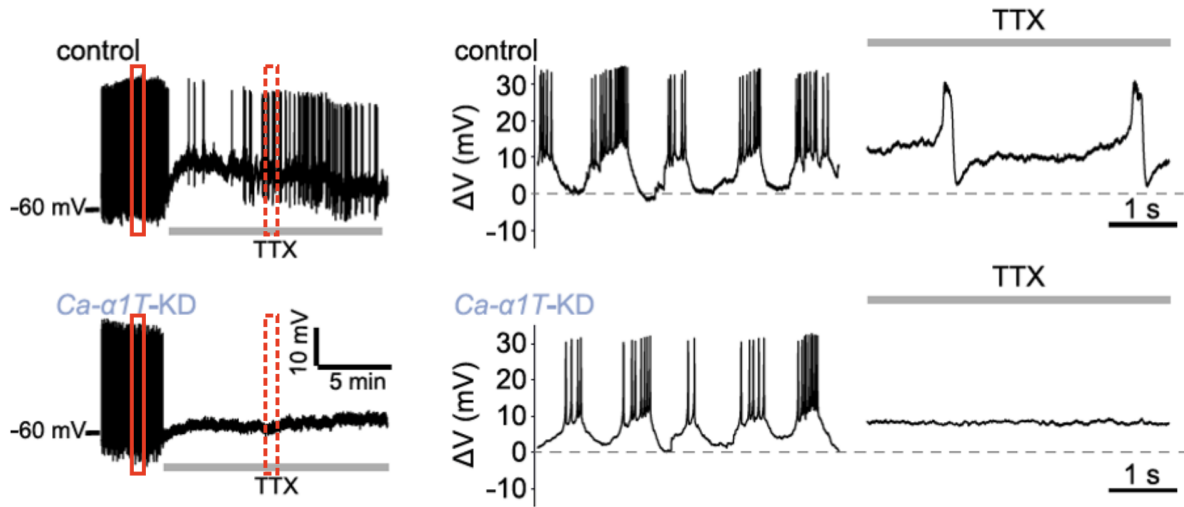 control
-60 mV
TTX
control
ΔV (mV)
30
20
10
0
-10
TTX
1 s
Ca-α1T-KD
-60 mV
10 mV
5 min
TTX
Ca-α1T-KD
ΔV (mV)
30
20
10
0
-10
TTX
1 s